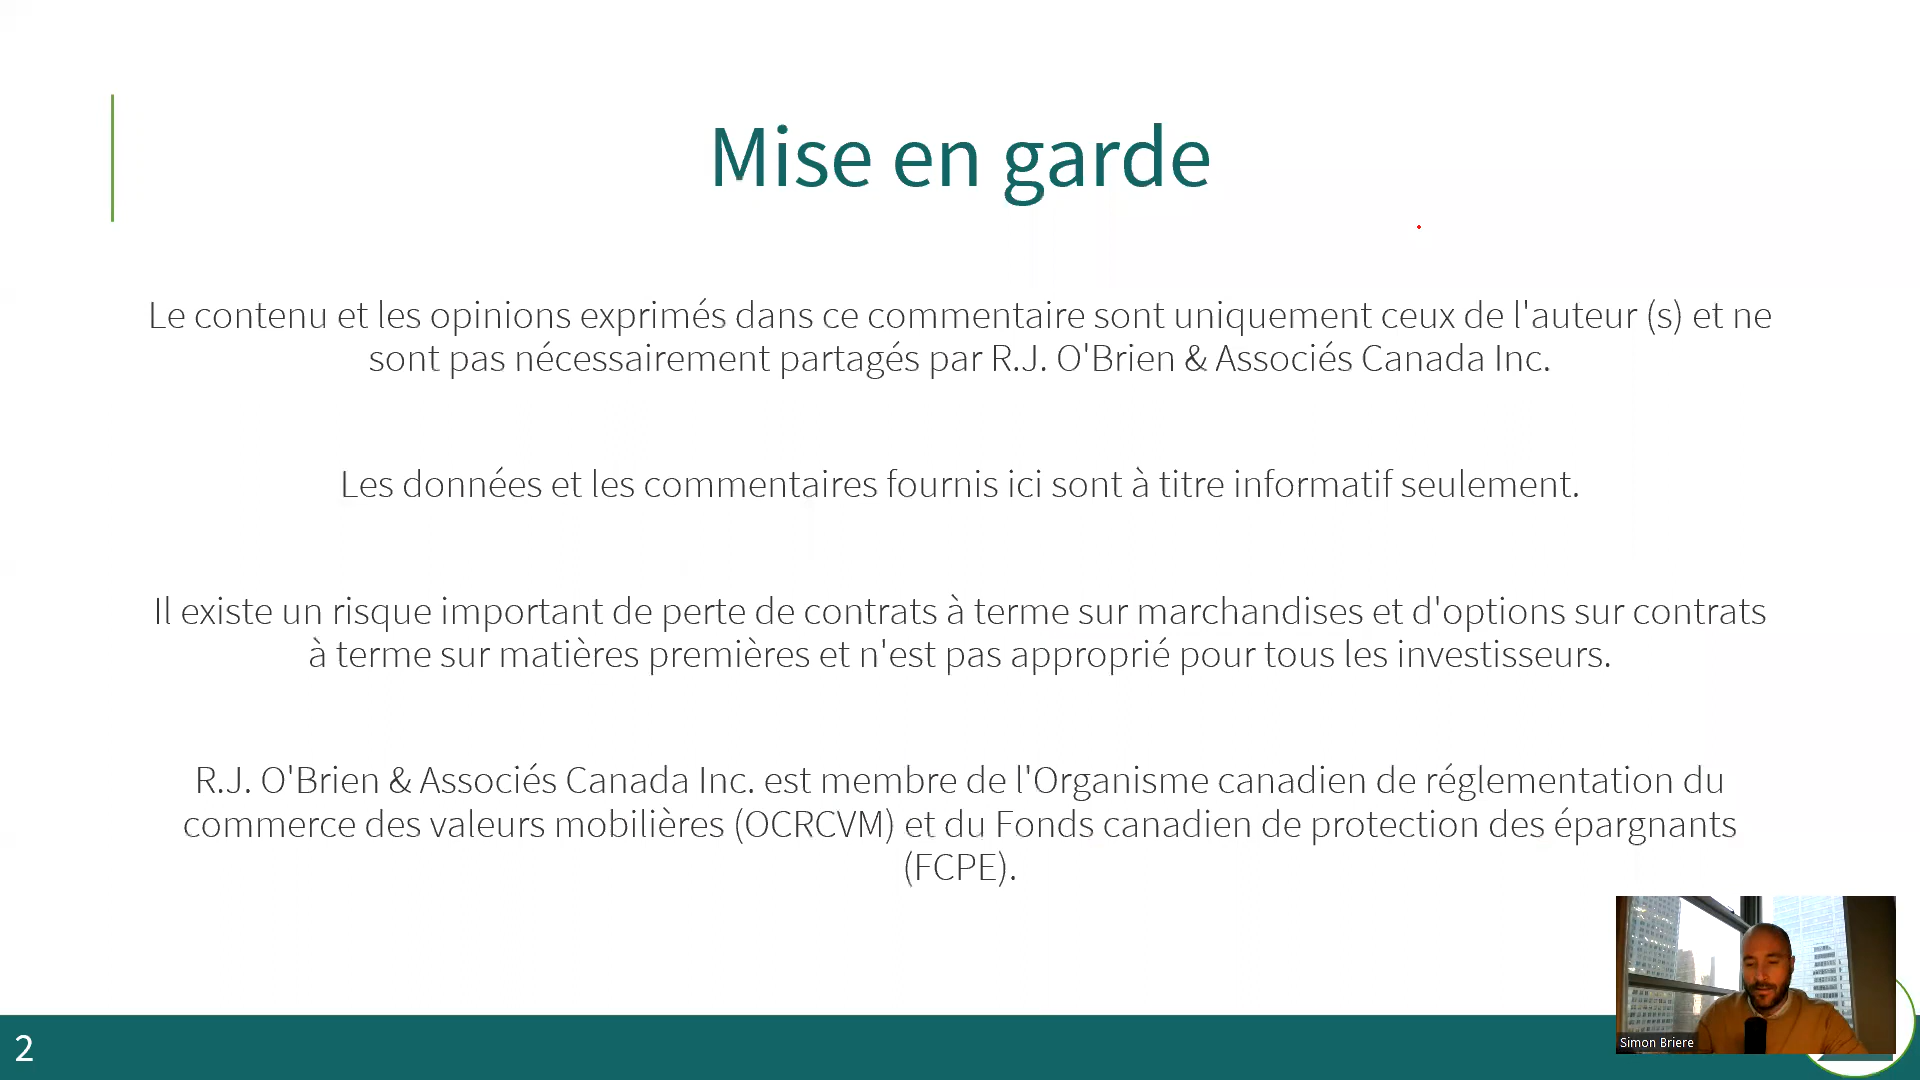 Mise en garde
Le contenu et les opinions exprimés dans ce commentaire sont uniquement ceux de l'auteur (s) et ne
sont pas nécessairement partagés par R.J. O'Brien & Associés Canada Inc.
Les données et les commentaires fournis ici sont à titre informatif seulement.
Il existe un risque important de perte de contrats à terme sur marchandises et d'options sur contrats
à terme sur matières premières et n'est pas approprié pour tous les investisseurs.
R.J. O'Brien & Associés Canada Inc. est membre de l'Organisme canadien de réglementation du
commerce des valeurs mobilières (OCRCVM) et du Fonds canadien de protection des épargnants
(FCPE).
Simon Briere
2